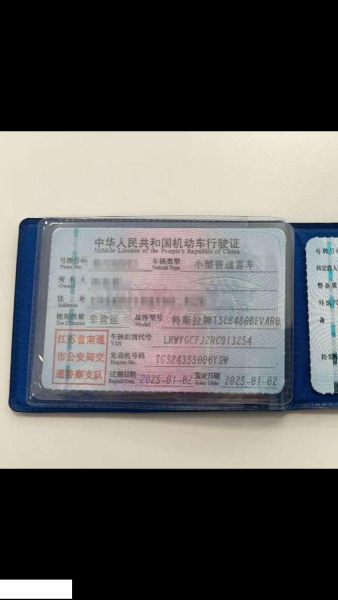 中华人民共和国机动车行驶证
Vehicle License of the People's Republic of China
号牌号码
Plate No.
车辆类型
Vehicle Type
小型普通客车
所有人
Owner
住址
Address
使用性质
Use Character
非营运
品牌型号
Model
特斯拉牌TSL6480BEVAR0
江苏省南通
市公安局交
通警察支队
车辆识别代号
VIN
LRWYGCFJ2RC913254
发动机号码
Engine No.
TG324355006Y9W
注册日期
Register Date
2025-01-02
发证日期
Issue Date
2025-01-02
号牌号码